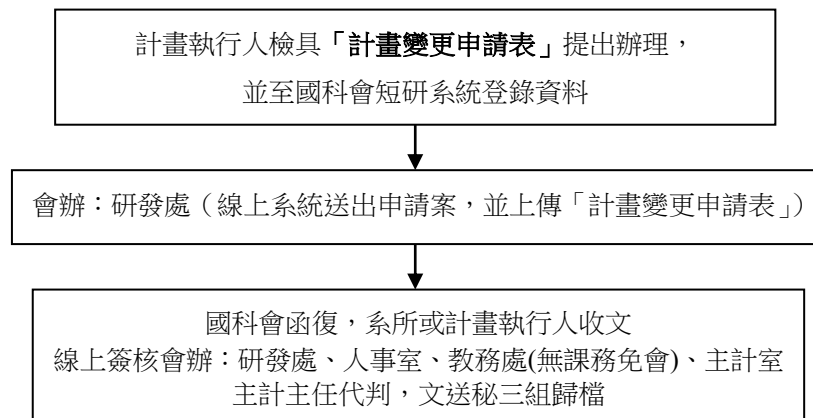 計畫執行人檢具「計畫變更申請表」提出辦理，
並至國科會短研系統登錄資料
會辦：研發處（線上系統送出申請案，並上傳「計畫變更申請表」）
國科會函復，系所或計畫執行人收文
線上簽核會辦：研發處、人事室、教務處(無課務免會)、主計室
主計主任代判，文送秘三組歸檔